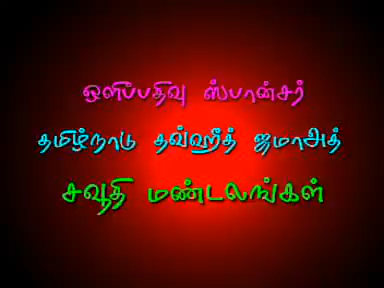 ஒளிப்பதிவு ஸ்பான்சர்
தமிழ்நாடு தவ்ஹீத் ஜமாஅத்
சவூதி மண்டலங்கள்